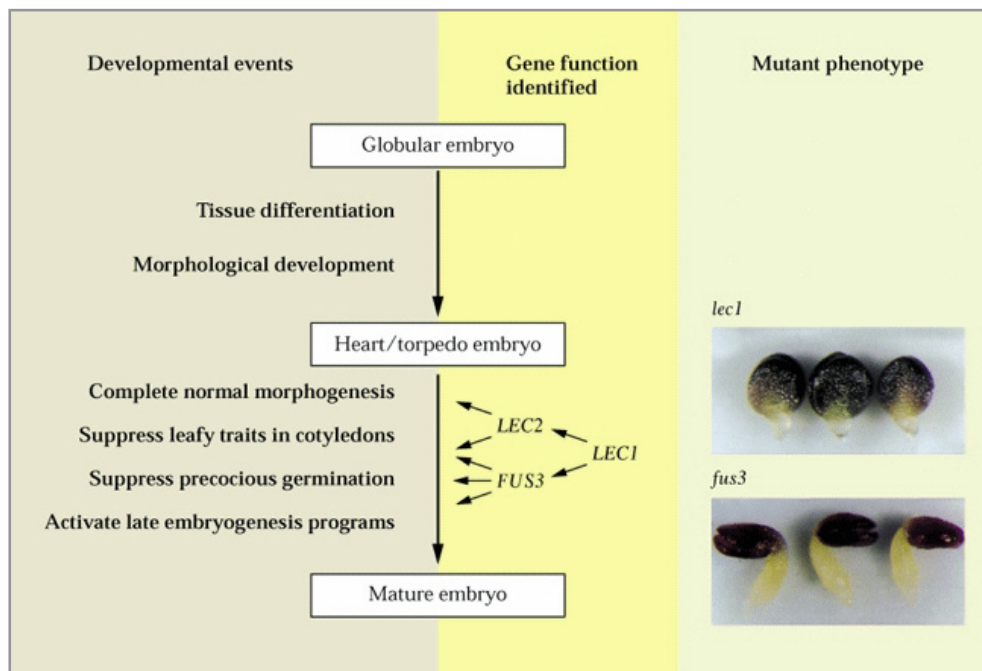 Developmental events
Gene function
identified
Mutant phenotype
Globular embryo
Tissue differentiation
Morphological development
lec1
Heart/torpedo embryo
Complete normal morphogenesis
LEC2
Suppress leafy traits in cotyledons
LEC1
Suppress precocious germination
FUS3
fus3
Activate late embryogenesis programs
Mature embryo